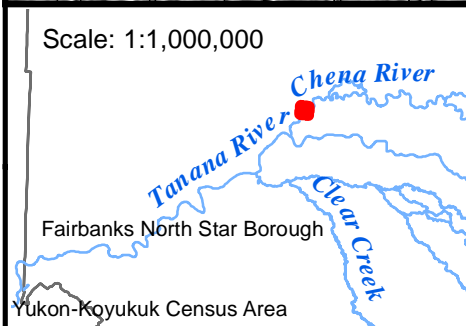 Scale: 1:1,000,000
Chena River
Tanana River
Clear Creek
Fairbanks North Star Borough
Yukon-Koyukuk Census Area